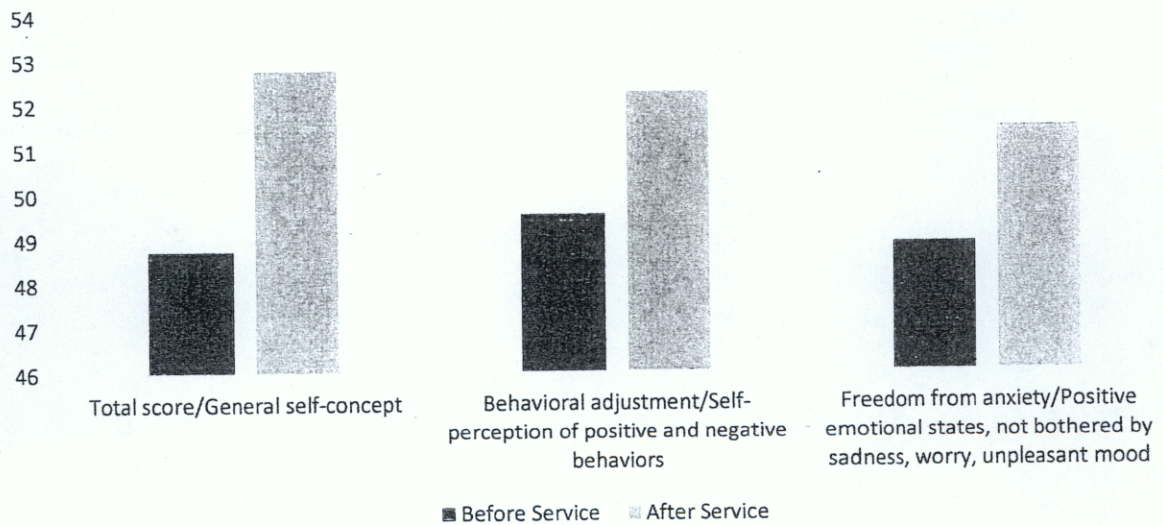 54
53
52
51
50
49
48
47
46
Total score/General self-concept
Behavioral adjustment/Self-
perception of positive and negative
behaviors
Freedom from anxiety/Positive
emotional states, not bothered by
sadness, worry, unpleasant mood
Before Service After Service